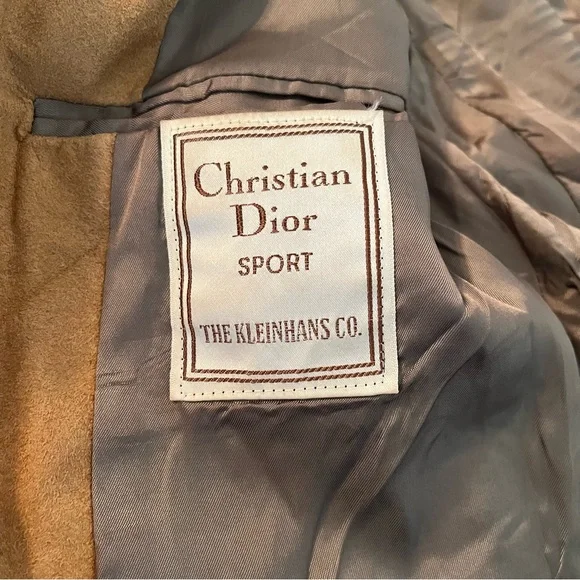 Christian
Dior
SPORT
THE KLEINHANS CO.